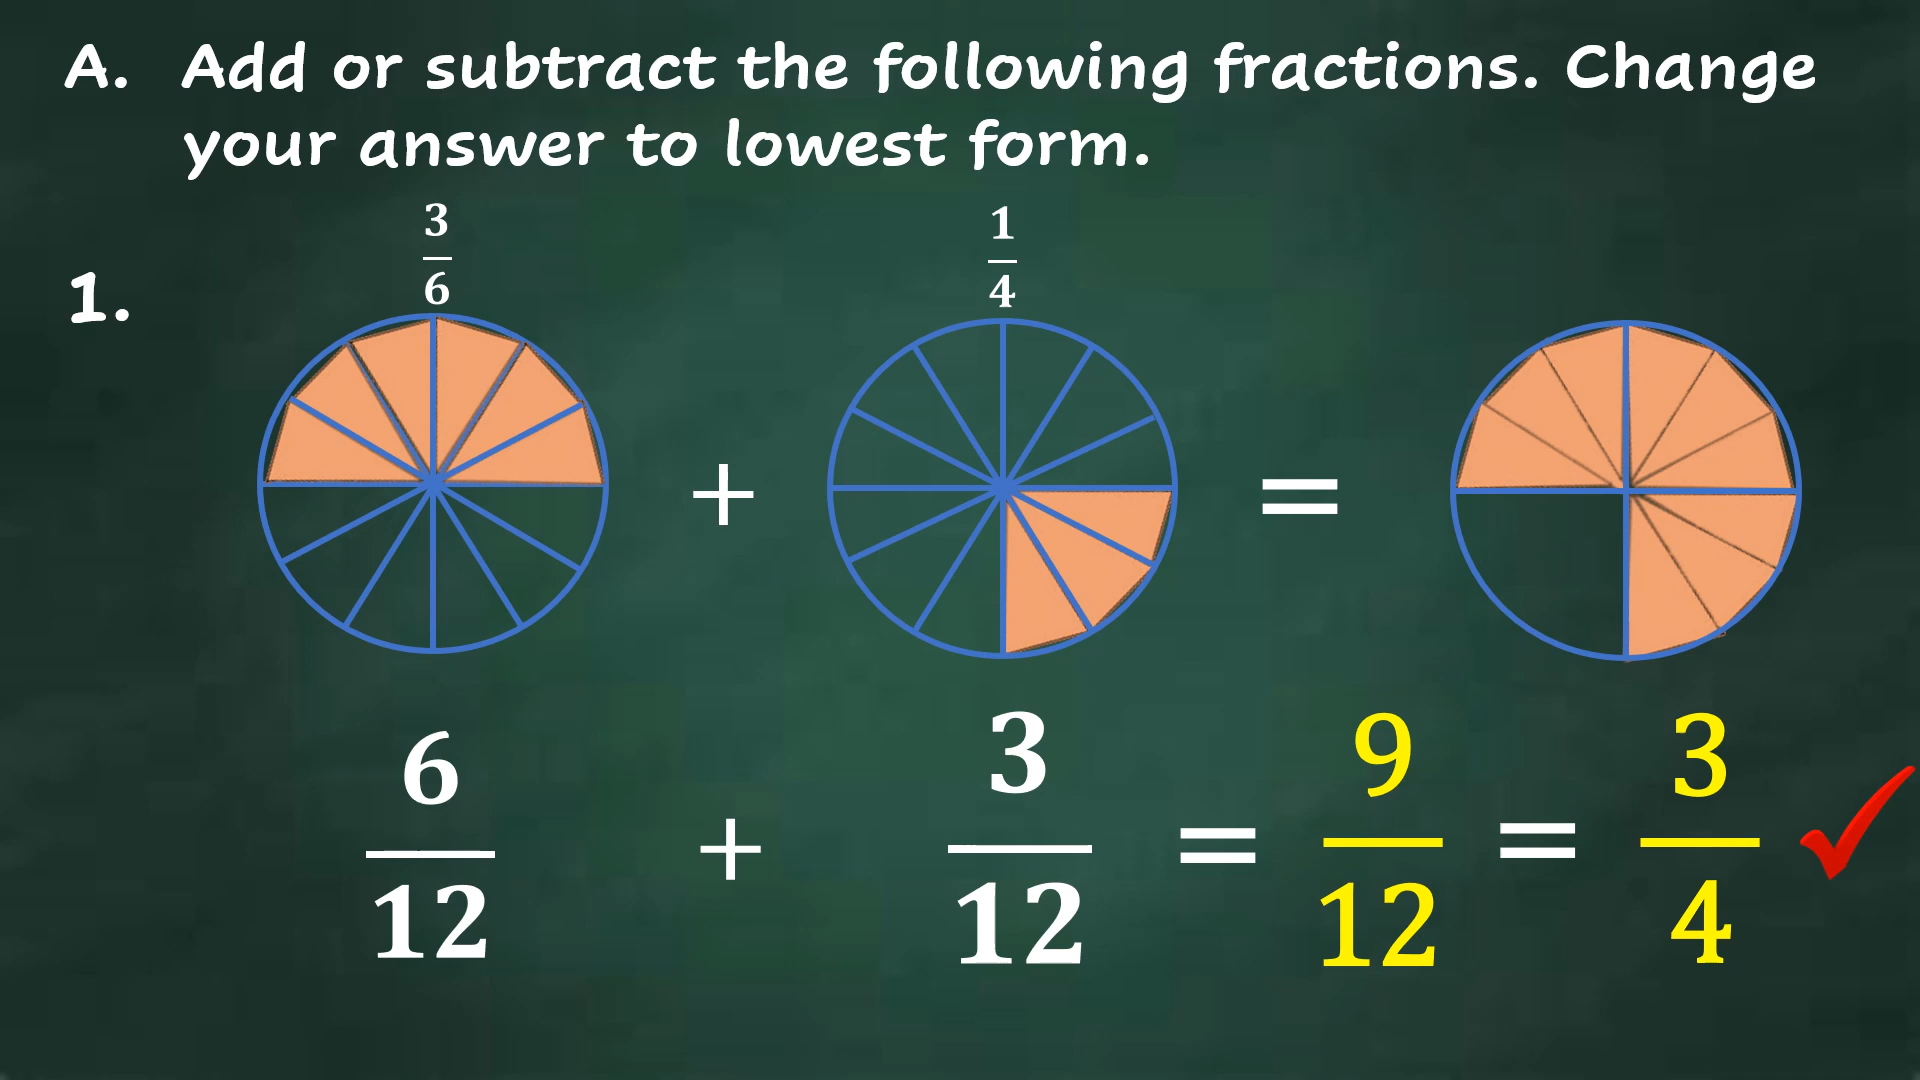 A. Add or subtract the following fractions. Change
your answer to lowest form.
1.
3/6 1/4
+ =
6/12 + 3/12 = 9/12 = 3/4